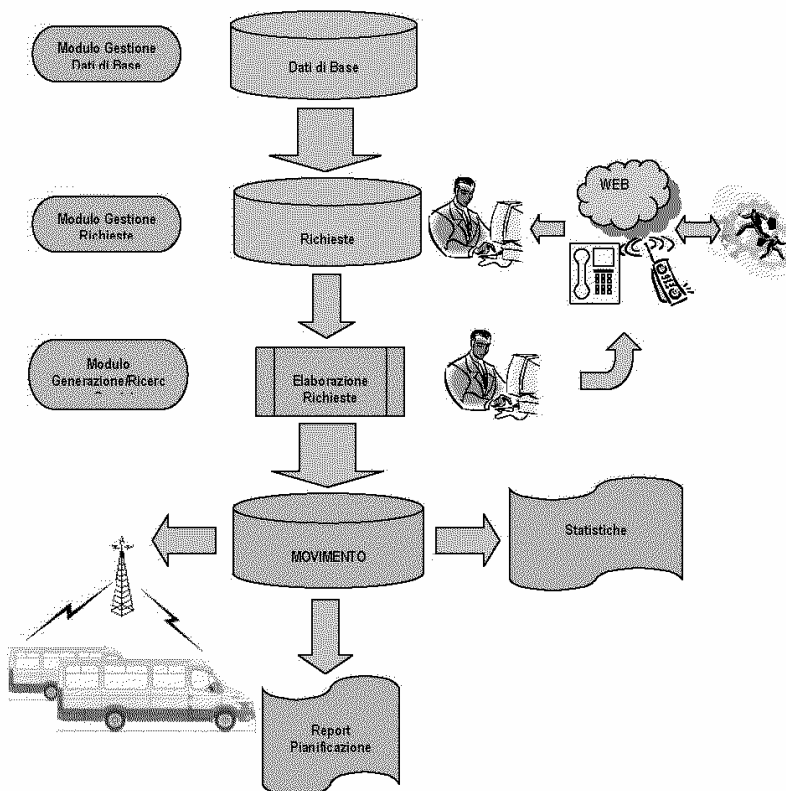 Modulo Gestione
Dati di Base
Dati di Base
Modulo Gestione
Richieste
Richieste
WEB
Modulo
Generazione/Ricerc
Elaborazione
Richieste
MOVIMENTO
Statistiche
Report
Pianificazione